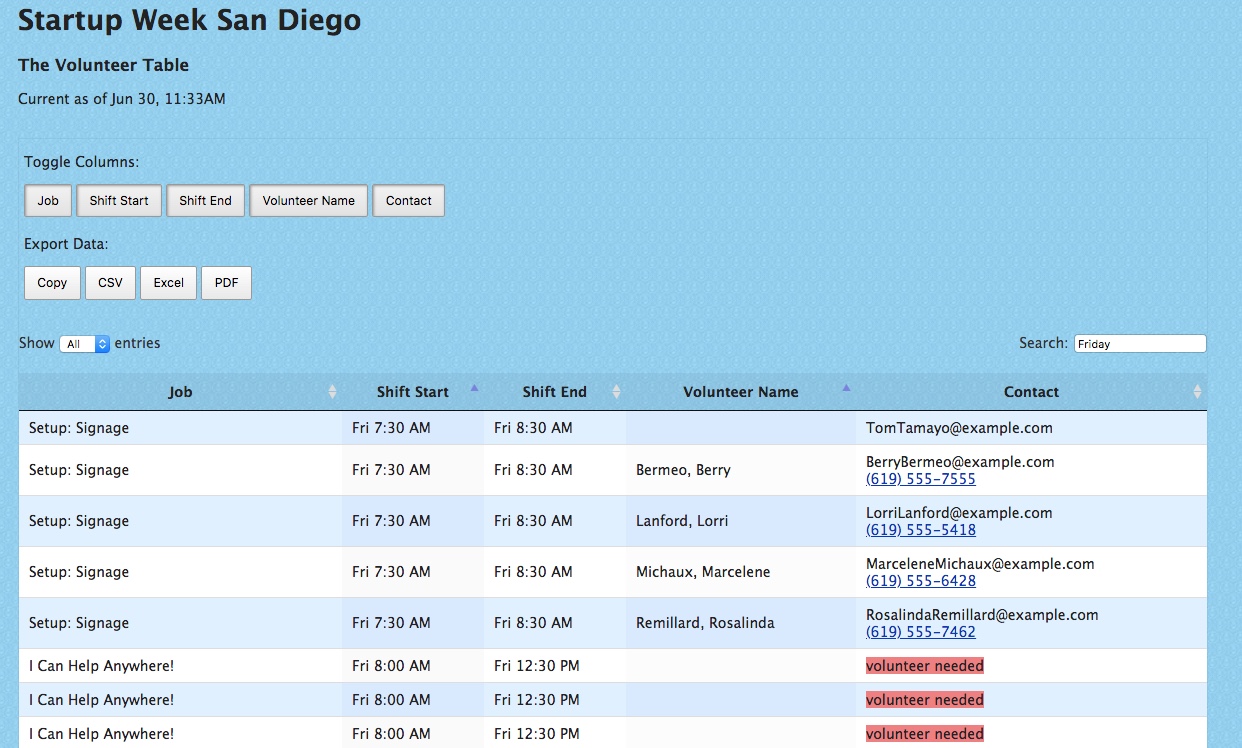 Startup Week San Diego
The Volunteer Table
Current as of Jun 30, 11:33AM
Toggle Columns:
Job Shift Start Shift End Volunteer Name Contact
Export Data:
Copy CSV Excel PDF
Show All entries Search: Friday
Job Shift Start Shift End Volunteer Name Contact
Setup: Signage Fri 7:30 AM Fri 8:30 AM TomTamayo@example.com
Setup: Signage Fri 7:30 AM Fri 8:30 AM Bermeo, Berry BerryBermeo@example.com
(619) 555-7555
Setup: Signage Fri 7:30 AM Fri 8:30 AM Lanford, Lorri LorriLanford@example.com
(619) 555-5418
Setup: Signage Fri 7:30 AM Fri 8:30 AM Michaux, Marcelene MarceleneMichaux@example.com
(619) 555-6428
Setup: Signage Fri 7:30 AM Fri 8:30 AM Remillard, Rosalinda RosalindaRemillard@example.com
(619) 555-7462
I Can Help Anywhere! Fri 8:00 AM Fri 12:30 PM volunteer needed
I Can Help Anywhere! Fri 8:00 AM Fri 12:30 PM volunteer needed
I Can Help Anywhere! Fri 8:00 AM Fri 12:30 PM volunteer needed